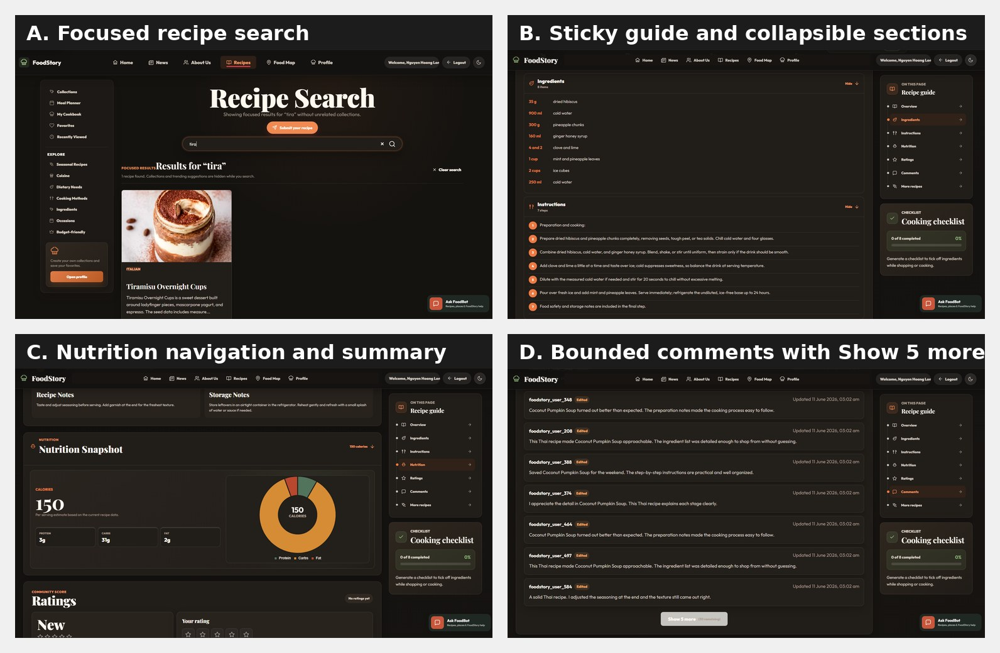 A. Focused recipe search
FoodStory
Home
News
About Us
Recipes
Food Map
Profile
Welcome, Nguyen Hoang Lor
Logout
Collections
Meal Planner
My Cookbook
Favorites
Recently Viewed
EXPLORE
Seasonal Recipes
Cuisine
Dietary Needs
Cooking Methods
Ingredients
Occasions
Budget-friendly
Create your own collections and
save your favorites.
Open profile
Recipe Search
Showing focused results for “tira” without unrelated collections.
Submit your recipe
tira
FOCUSED RESULTS Results for “tira”
1 recipe found. Collections and trending suggestions are hidden while you search.
Clear search
ITALIAN
Tiramisu Overnight Cups
Tiramisu Overnight Cups is a sweet dessert built
around ladyfinger pieces, mascarpone yogurt, and
espresso. The seed data includes measure...
Ask FoodBot
Recipes, places & FoodStory help
B. Sticky guide and collapsible sections
FoodStory
Home
News
About Us
Recipes
Food Map
Profile
Welcome, Nguyen Hoang Lor
Logout
Ingredients
8 items
Hide
35 g dried hibiscus
900 ml cold water
300 g pineapple chunks
160 ml ginger honey syrup
4 and 2 clove and lime
1 cup mint and pineapple leaves
2 cups ice cubes
250 ml cold water
Instructions
7 steps
Hide
1 Preparation and cooking:
2 Prepare dried hibiscus and pineapple chunks completely, removing seeds, tough peel, or tea solids. Chill cold water and four glasses.
3 Combine dried hibiscus, cold water, and ginger honey syrup. Blend, shake, or stir until uniform, then strain only if the drink should be smooth.
4 Add clove and lime a little at a time and taste over ice; cold suppresses sweetness, so balance the drink at serving temperature.
5 Dilute with the measured cold water if needed and stir for 20 seconds to chill without excessive melting.
6 Pour over fresh ice and add mint and pineapple leaves. Serve immediately; refrigerate the undiluted, ice-free base up to 24 hours.
7 Food safety and storage notes are included in the final step.
ON THIS PAGE
Recipe guide
Overview
Ingredients
Instructions
Nutrition
Ratings
Comments
More recipes
CHECKLIST
Cooking checklist
0 of 8 completed 0%
Generate a checklist to tick off ingredients
while shopping or cooking.
Ask FoodBot
Recipes, places & FoodStory help
C. Nutrition navigation and summary
FoodStory
Home
News
About Us
Recipes
Food Map
Profile
Welcome, Nguyen Hoang Lor
Logout
Recipe Notes
Taste and adjust seasoning before serving. Add garnish at the end for the freshest texture.
Storage Notes
Store leftovers in an airtight container in the refrigerator. Reheat gently and refresh with a small splash
of water or sauce if needed.
NUTRITION
Nutrition Snapshot
150 calories
CALORIES
150
Per serving estimate based on the current recipe data.
PROTEIN
3g
CARBS
31g
FAT
2g
150
CALORIES
Protein Carbs Fat
COMMUNITY SCORE
Ratings
No ratings yet
New
Your rating
ON THIS PAGE
Recipe guide
Overview
Ingredients
Instructions
Nutrition
Ratings
Comments
More recipes
CHECKLIST
Cooking checklist
0 of 8 completed 0%
Generate a checklist to tick off ingredients
while shopping or cooking.
Ask FoodBot
Recipes, places & FoodStory help
D. Bounded comments with Show 5 more
FoodStory
Home
News
About Us
Recipes
Food Map
Profile
Welcome, Nguyen Hoang Lor
Logout
foodstory_user_348 Edited Updated 11 June 2026, 03:02 am
Coconut Pumpkin Soup turned out better than expected. The preparation notes made the cooking process easy to follow.
foodstory_user_208 Edited Updated 11 June 2026, 03:02 am
This Thai recipe made Coconut Pumpkin Soup approachable. The ingredient list was detailed enough to shop from without guessing.
foodstory_user_388 Edited Updated 11 June 2026, 03:02 am
Saved Coconut Pumpkin Soup for the weekend. The step-by-step instructions are practical and well organized.
foodstory_user_374 Edited Updated 11 June 2026, 03:02 am
I appreciate the detail in Coconut Pumpkin Soup. This Thai recipe explains each stage clearly.
foodstory_user_464 Edited Updated 11 June 2026, 03:02 am
Coconut Pumpkin Soup turned out better than expected. The preparation notes made the cooking process easy to follow.
foodstory_user_497 Edited Updated 11 June 2026, 03:02 am
This Thai recipe made Coconut Pumpkin Soup approachable. The ingredient list was detailed enough to shop from without guessing.
foodstory_user_584 Edited Updated 11 June 2026, 03:02 am
A solid Thai recipe. I adjusted the seasoning at the end and the texture still came out right.
Show 5 more
ON THIS PAGE
Recipe guide
Overview
Ingredients
Instructions
Nutrition
Ratings
Comments
More recipes
CHECKLIST
Cooking checklist
0 of 8 completed 0%
Generate a checklist to tick off ingredients
while shopping or cooking.
Ask FoodBot
Recipes, places & FoodStory help